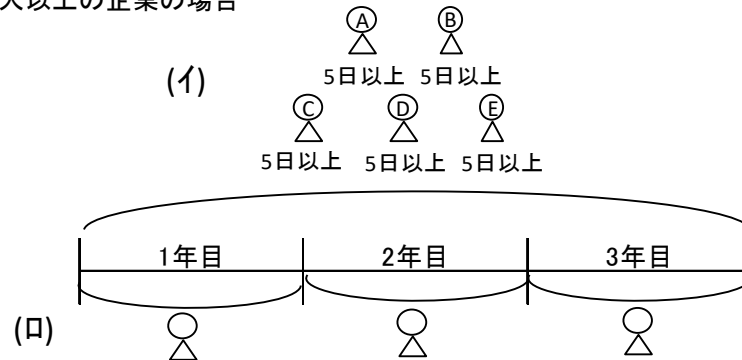 人以上の企業の場合
A B
(イ)
5日以上 5日以上
C D E
5日以上 5日以上 5日以上
1年目 2年目 3年目
(ロ)